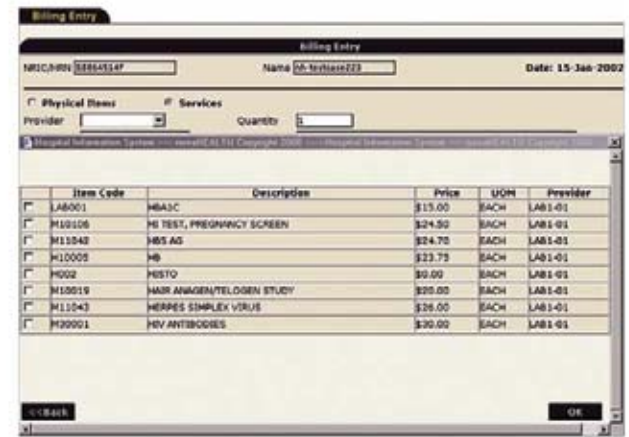 Billing Entry
Billing Entry
NRIC/HRN Name nh-testcase223 Date: 15-Jan-2002
Physical Items Services
Provider Quantity 1
Hospital Information System
Item Code Description Price UOM Provider
LAB001 HBA1C $15.00 EACH LAB1-01
M10106 HI TEST, PREGNANCY SCREEN $24.50 EACH LAB1-01
HBS AG $24.70 EACH LAB1-01
HB $23.75 EACH LAB1-01
H002 HISTO $0.00 EACH LAB1-01
M10019 HAIR ANAGEN/TELOGEN STUDY $20.00 EACH LAB1-01
M11043 HERPES SIMPLEX VIRUS $26.00 EACH LAB1-01
M30001 HIV ANTIBODIES $30.00 EACH LAB1-01
<<Back OK